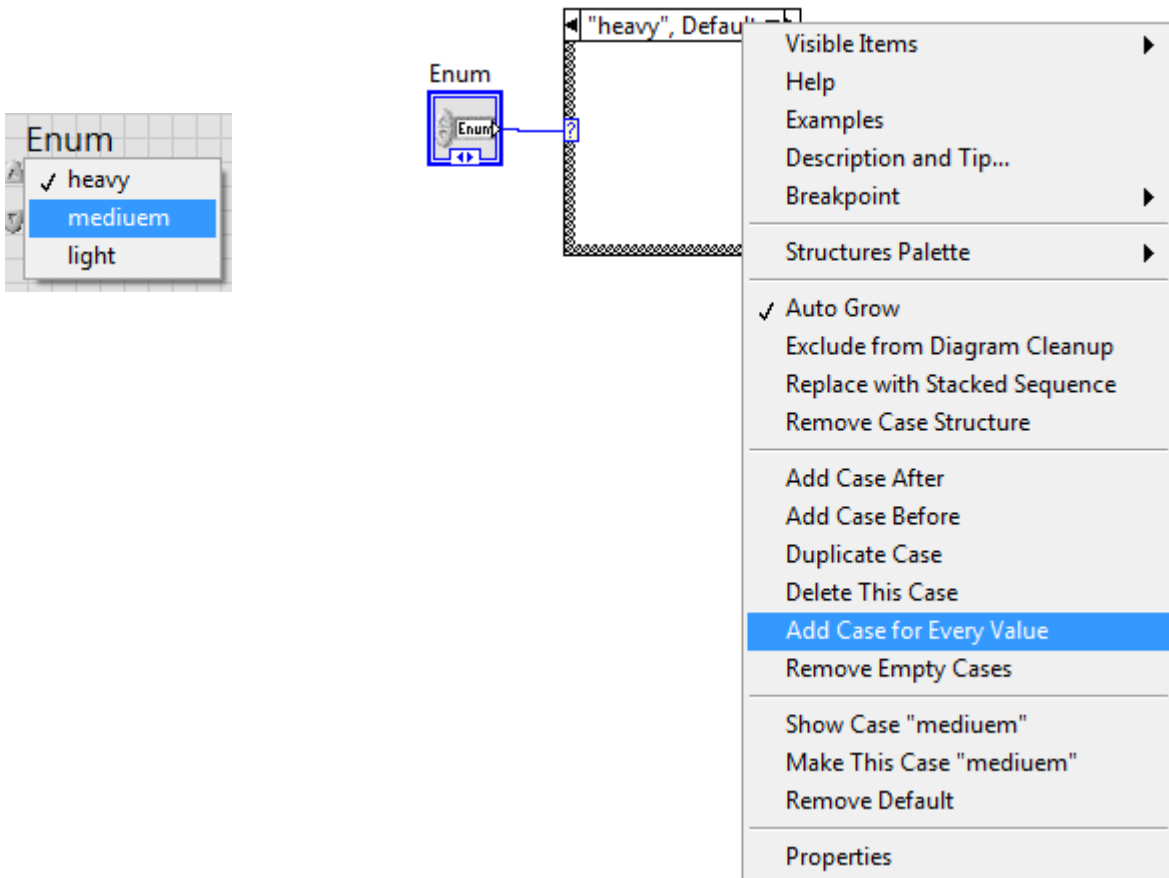 Enum
heavy
mediuem
light
Enum
Enum
?
"heavy", Defau
Visible Items
Help
Examples
Description and Tip...
Breakpoint
Structures Palette
Auto Grow
Exclude from Diagram Cleanup
Replace with Stacked Sequence
Remove Case Structure
Add Case After
Add Case Before
Duplicate Case
Delete This Case
Add Case for Every Value
Remove Empty Cases
Show Case "mediuem"
Make This Case "mediuem"
Remove Default
Properties